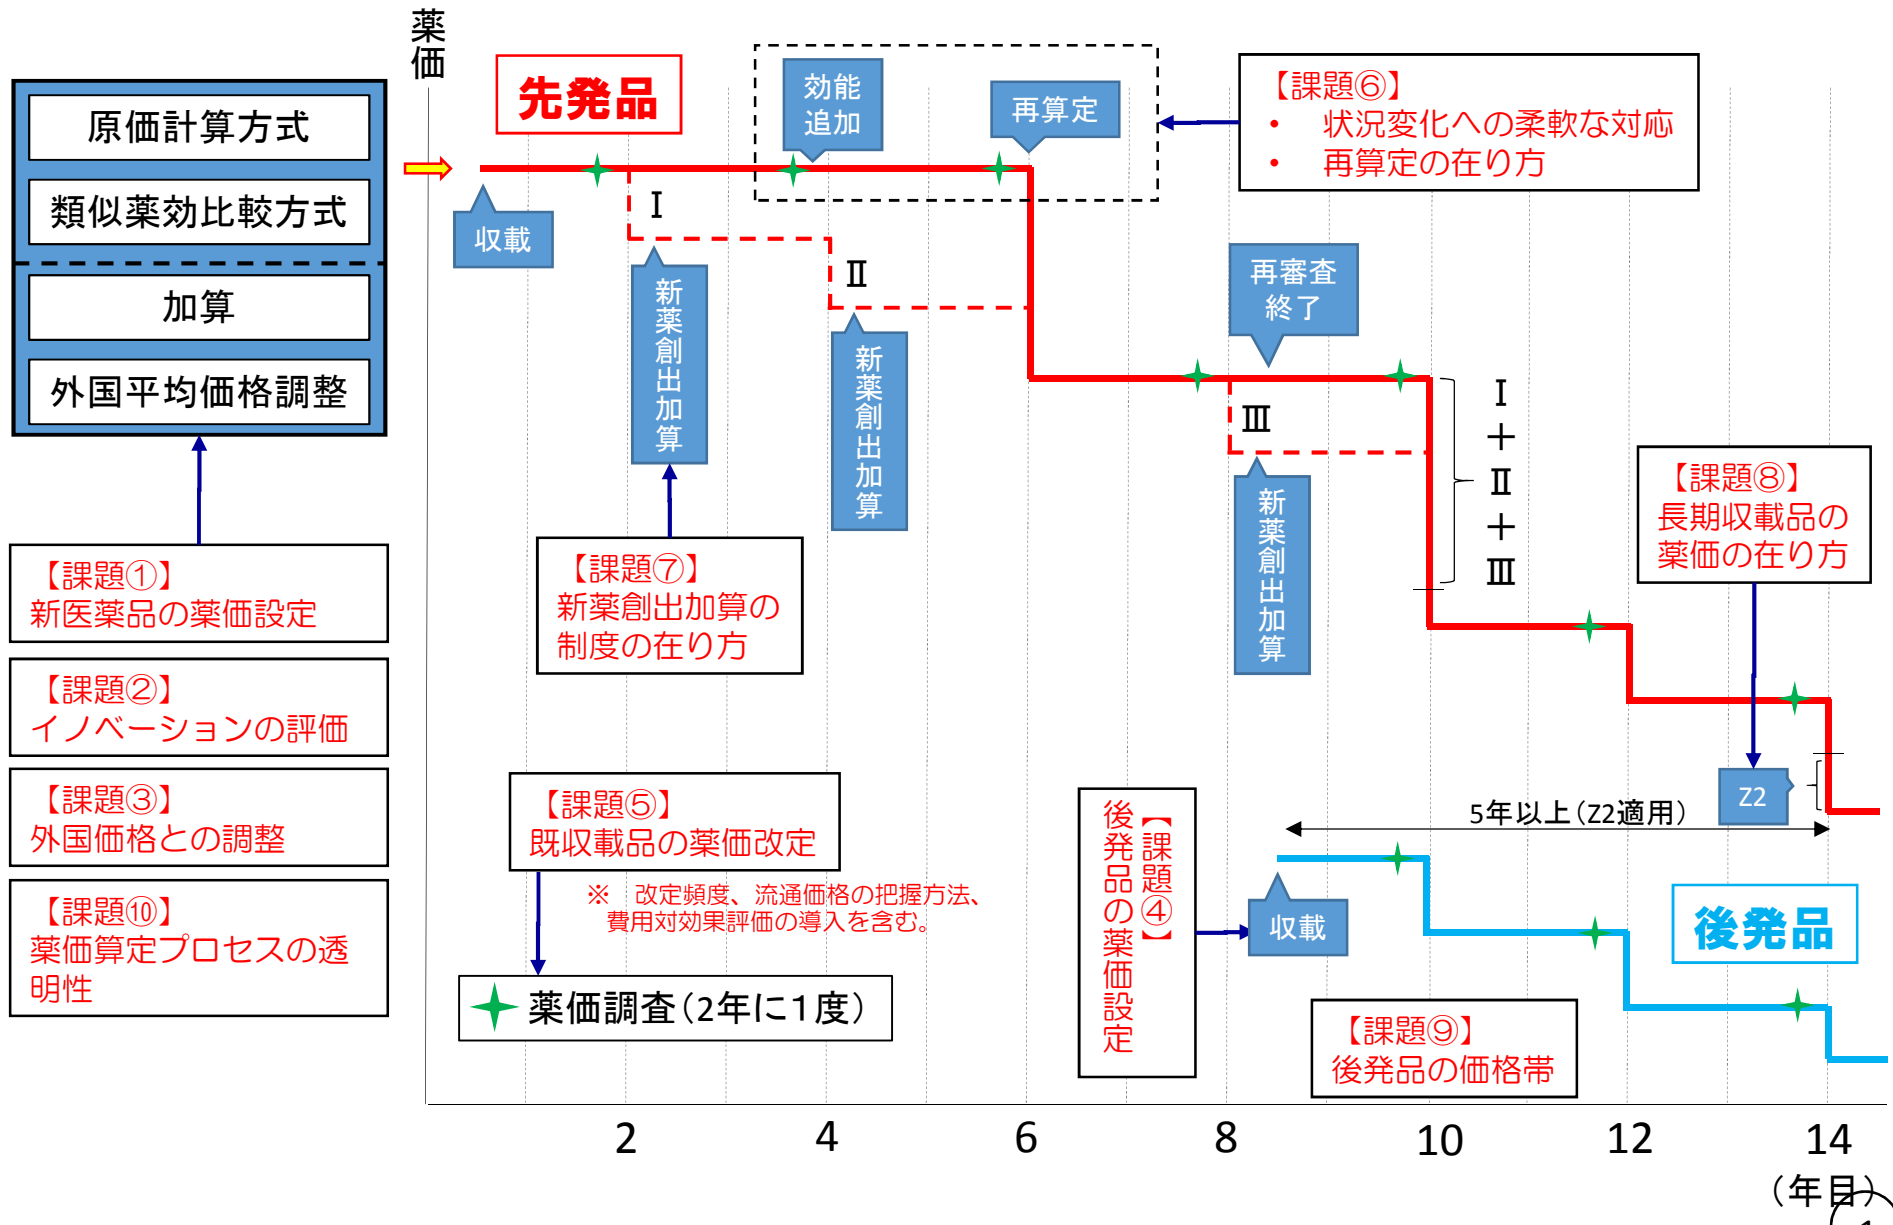 薬価
原価計算方式
類似薬効比較方式
加算
外国平均価格調整
【課題①】
新医薬品の薬価設定
【課題②】
イノベーションの評価
【課題③】
外国価格との調整
【課題⑩】
薬価算定プロセスの透
明性
先発品
収載
効能
追加
再算定
【課題⑥】
・ 状況変化への柔軟な対応
・ 再算定の在り方
Ⅰ
新薬創出加算
Ⅱ
新薬創出加算
再審査
終了
Ⅲ
新薬創出加算
Ⅰ
＋
Ⅱ
＋
Ⅲ
【課題⑦】
新薬創出加算の
制度の在り方
【課題⑧】
長期収載品の
薬価の在り方
Z2
5年以上（Z2適用）
【課題⑤】
既収載品の薬価改定
※ 改定頻度、流通価格の把握方法、
費用対効果評価の導入を含む。
薬価調査（2年に1度）
【課題④】
後発品の薬価設定
収載
後発品
【課題⑨】
後発品の価格帯
2 4 6 8 10 12 14
（年目）